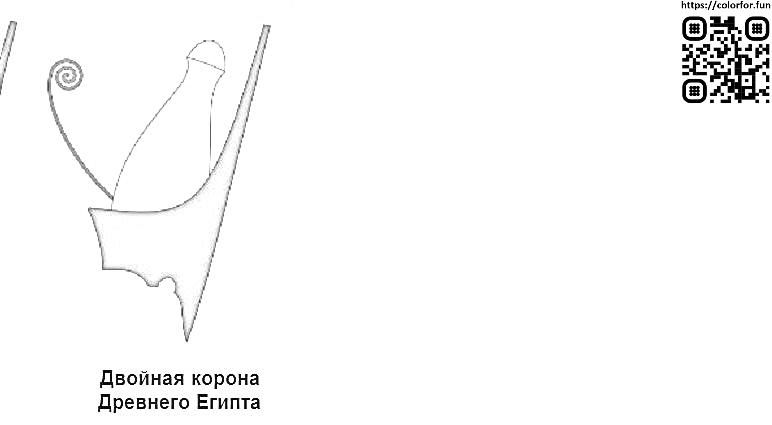 https://colorfor.fun
Двойная корона
Древнего Египта